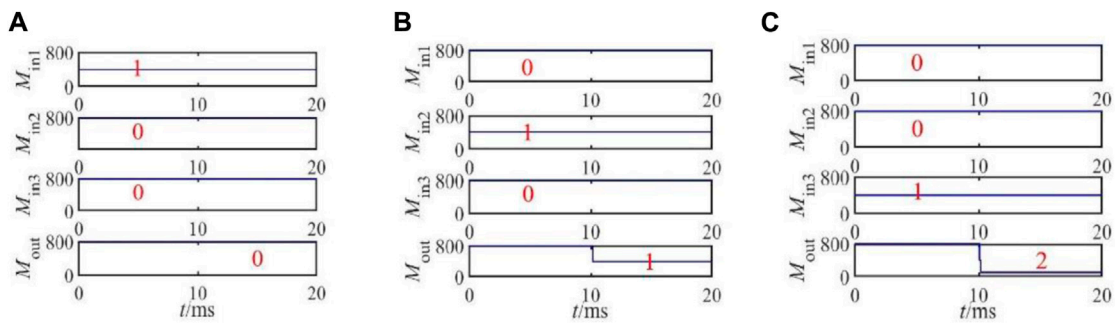 A
M_in1 800 0 1
0 10 20
M_in2 800 0 0
0 10 20
M_in3 800 0 0
0 10 20
M_out 800 0 0
0 10 20
t/ms
B
M_in1 800 0 0
0 10 20
M_in2 800 0 1
0 10 20
M_in3 800 0 0
0 10 20
M_out 800 0 1
0 10 20
t/ms
C
M_in1 800 0 0
0 10 20
M_in2 800 0 0
0 10 20
M_in3 800 0 1
0 10 20
M_out 800 0 2
0 10 20
t/ms